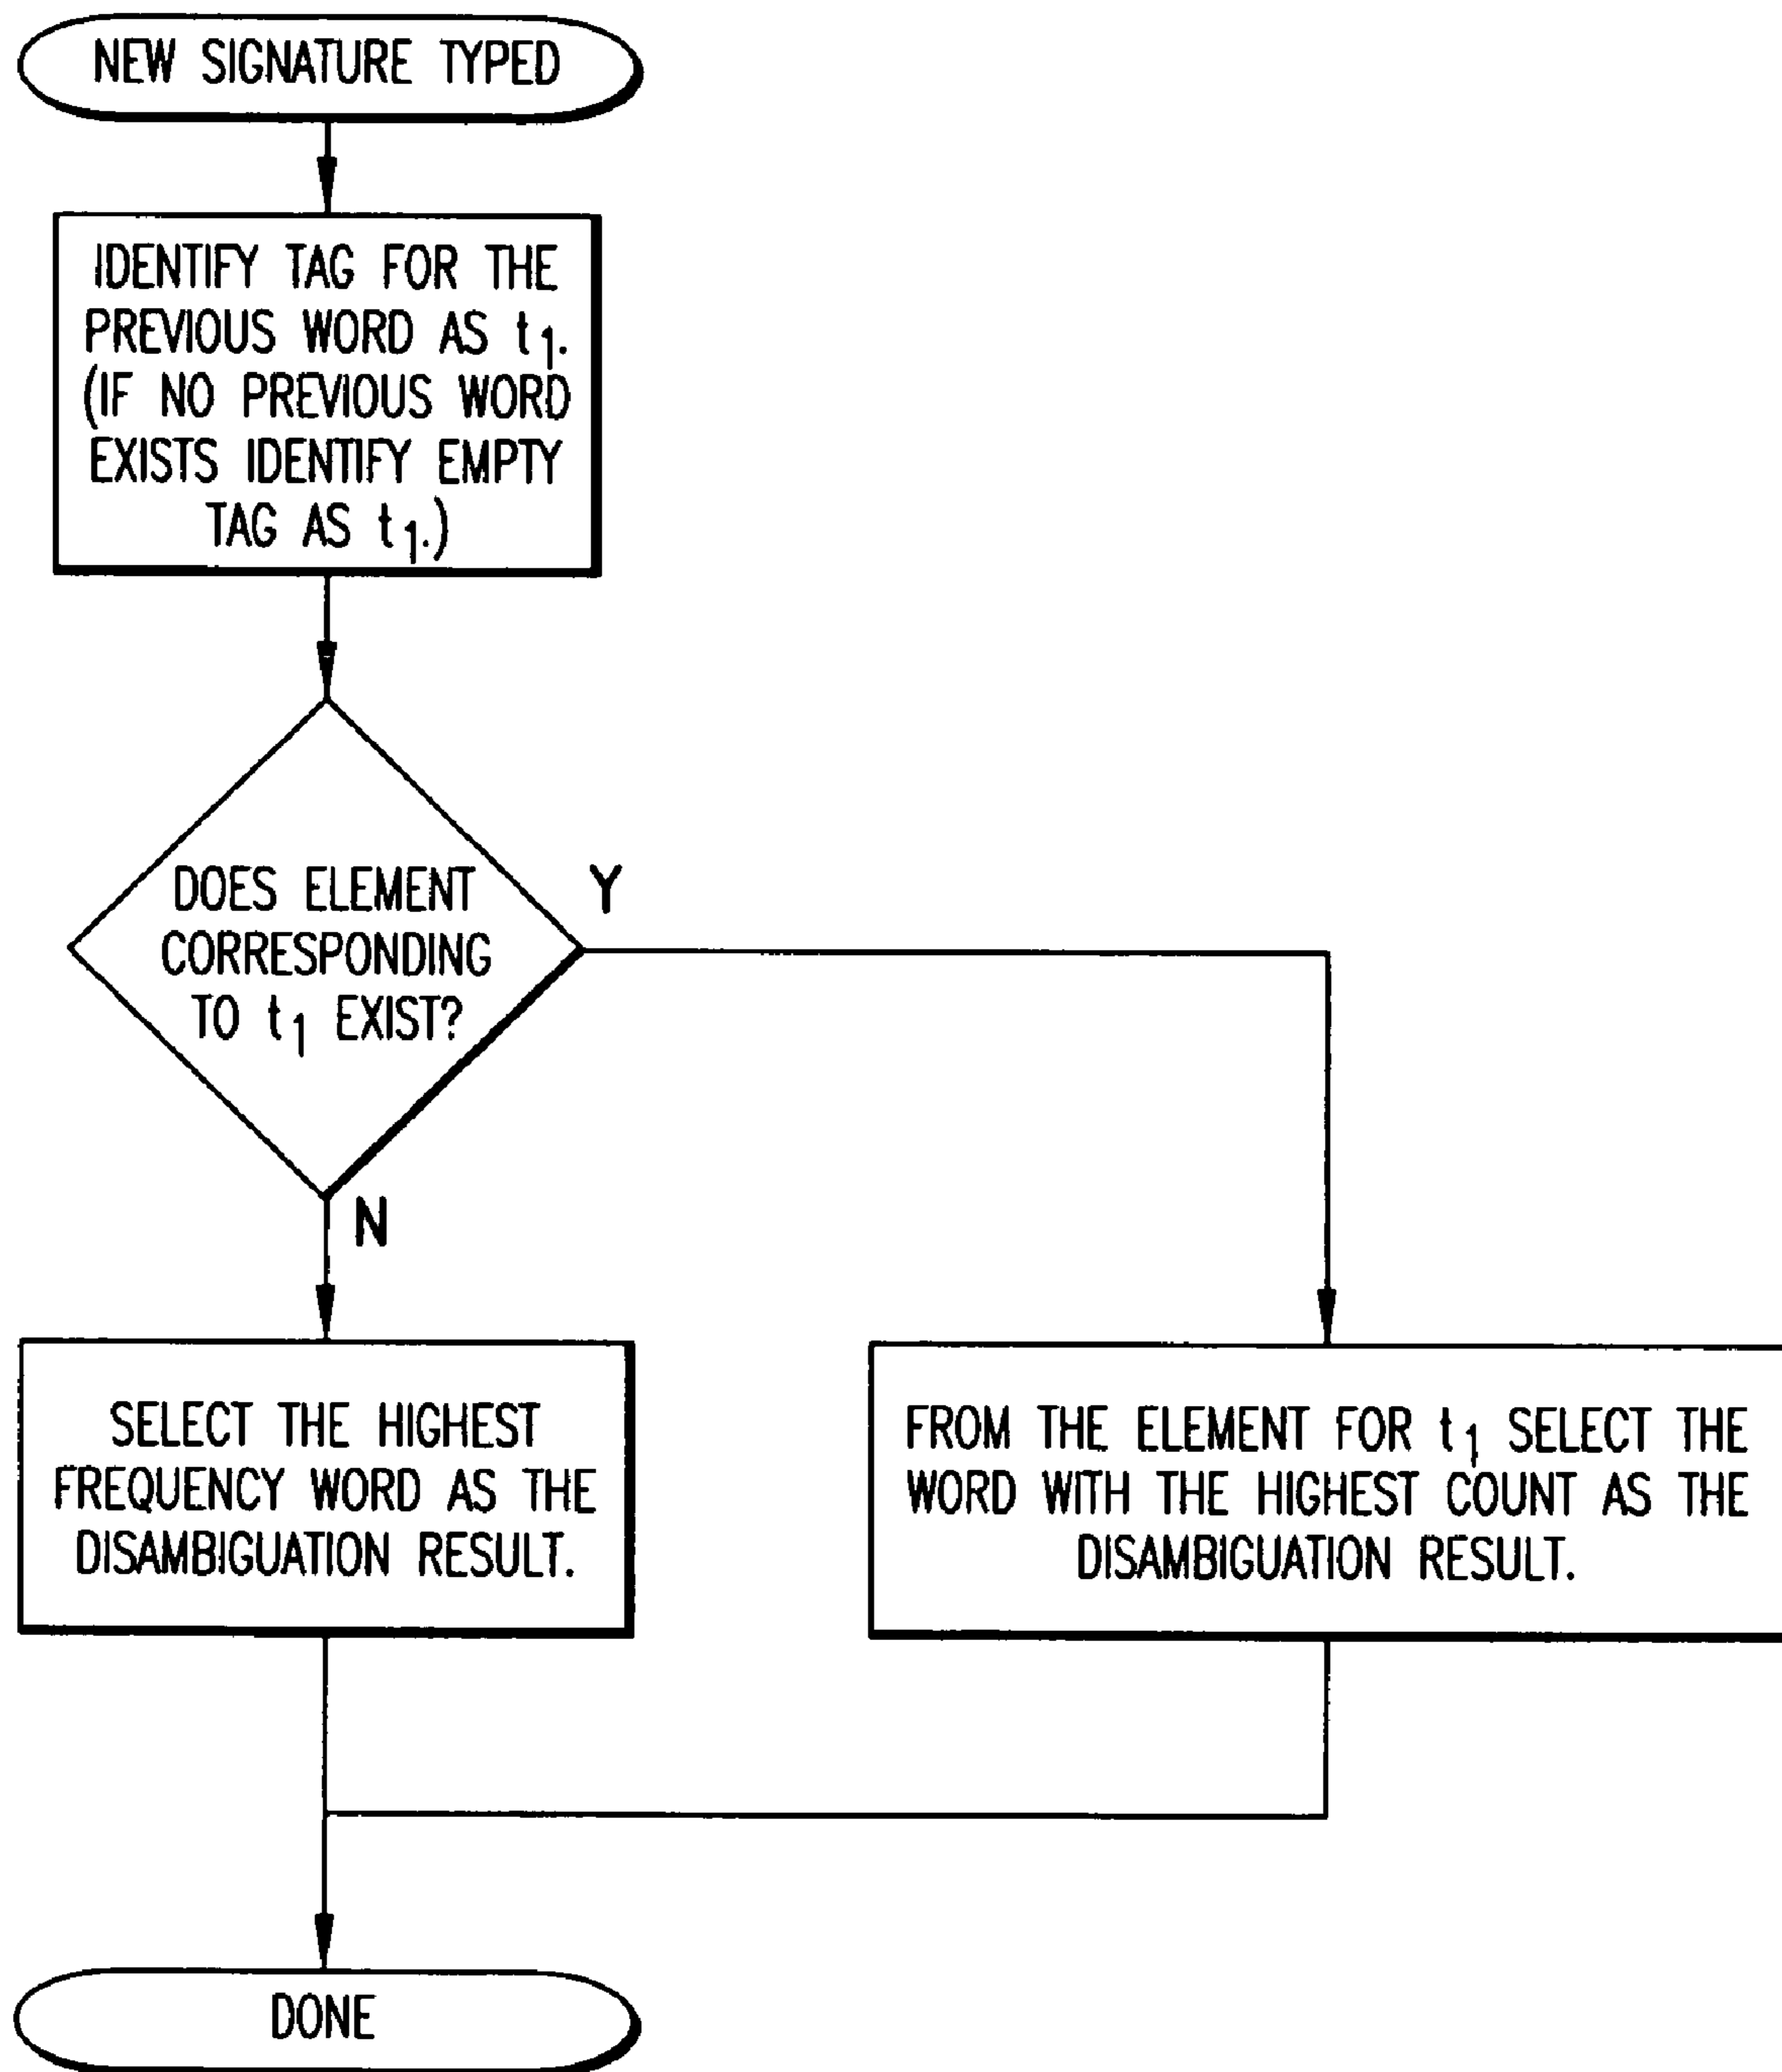 NEW SIGNATURE TYPED
IDENTIFY TAG FOR THE
PREVIOUS WORD AS t1.
(IF NO PREVIOUS WORD
EXISTS IDENTIFY EMPTY
TAG AS t1.)
DOES ELEMENT
CORRESPONDING
TO t1 EXIST?
Y
N
SELECT THE HIGHEST
FREQUENCY WORD AS THE
DISAMBIGUATION RESULT.
FROM THE ELEMENT FOR t1 SELECT THE
WORD WITH THE HIGHEST COUNT AS THE
DISAMBIGUATION RESULT.
DONE